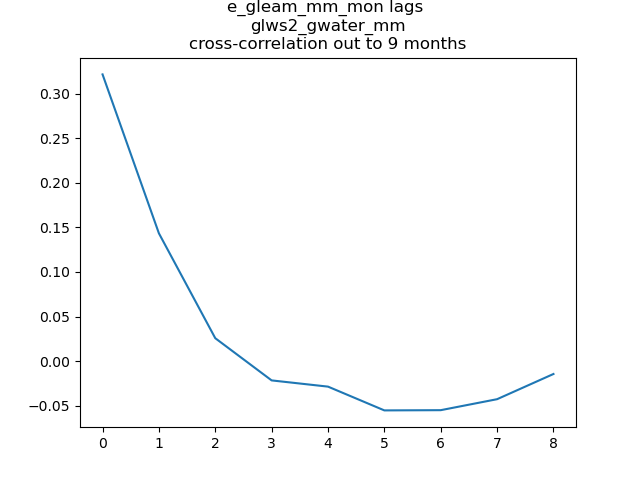 e_gleam_mm_mon lags
glws2_gwater_mm
cross-correlation out to 9 months
0.30
0.25
0.20
0.15
0.10
0.05
0.00
−0.05
0 1 2 3 4 5 6 7 8